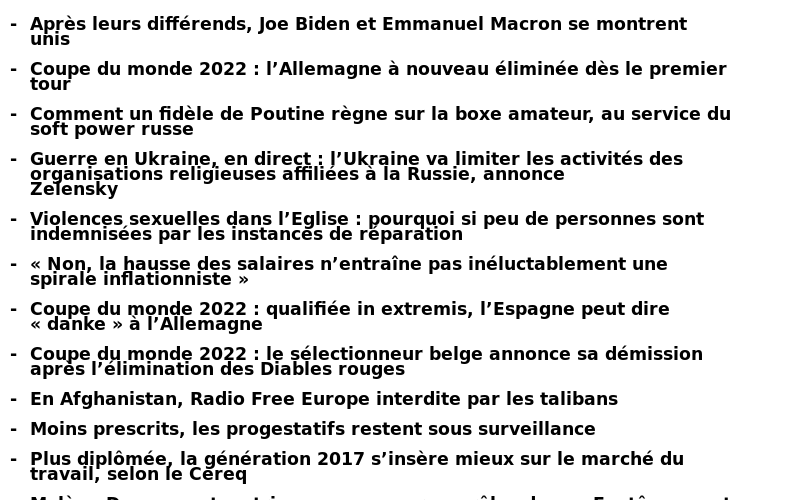 - Après leurs différends, Joe Biden et Emmanuel Macron se montrent
unis
- Coupe du monde 2022 : l’Allemagne à nouveau éliminée dès le premier
tour
- Comment un fidèle de Poutine règne sur la boxe amateur, au service du
soft power russe
- Guerre en Ukraine, en direct : l’Ukraine va limiter les activités des
organisations religieuses affiliées à la Russie, annonce
Zelensky
- Violences sexuelles dans l’Eglise : pourquoi si peu de personnes sont
indemnisées par les instances de réparation
- « Non, la hausse des salaires n’entraîne pas inéluctablement une
spirale inflationniste »
- Coupe du monde 2022 : qualifiée in extremis, l’Espagne peut dire
« danke » à l’Allemagne
- Coupe du monde 2022 : le sélectionneur belge annonce sa démission
après l’élimination des Diables rouges
- En Afghanistan, Radio Free Europe interdite par les talibans
- Moins prescrits, les progestatifs restent sous surveillance
- Plus diplômée, la génération 2017 s’insère mieux sur le marché du
travail, selon le Céreq